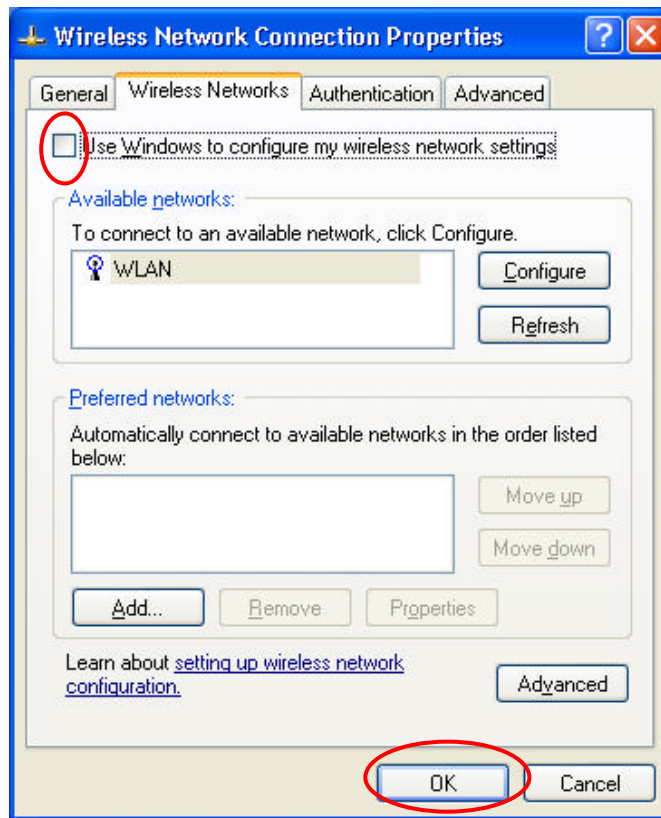 Wireless Network Connection Properties
General Wireless Networks Authentication Advanced
Use Windows to configure my wireless network settings
Available networks:
To connect to an available network, click Configure.
WLAN
Configure
Refresh
Preferred networks:
Automatically connect to available networks in the order listed
below:
Move up
Move down
Add... Remove Properties
Learn about setting up wireless network
configuration.
Advanced
OK Cancel